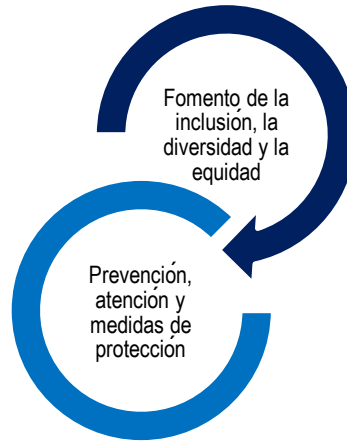 Fomento de la
inclusión, la
diversidad y la
equidad
Prevención,
atención y
medidas de
protección